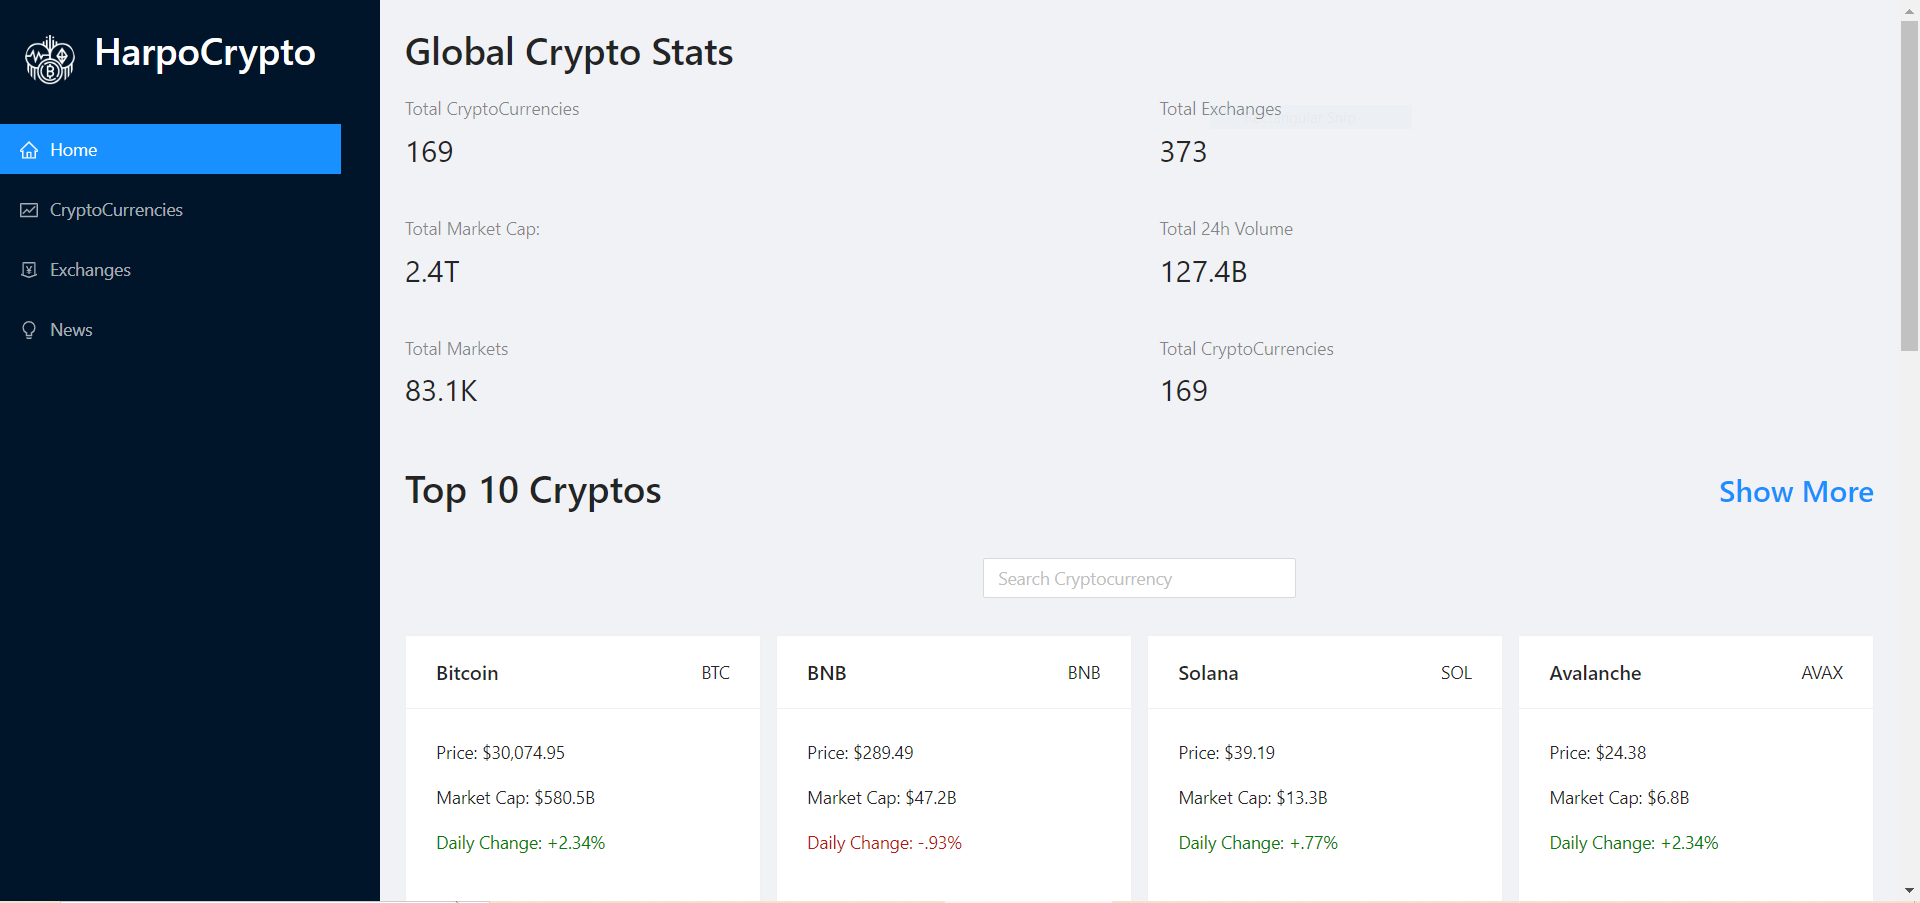 HarpoCrypto
Home
CryptoCurrencies
Exchanges
News
Global Crypto Stats
Total CryptoCurrencies
169
Total Exchanges
373
Total Market Cap:
2.4T
Total 24h Volume
127.4B
Total Markets
83.1K
Total CryptoCurrencies
169
Top 10 Cryptos
Show More
Search Cryptocurrency
Bitcoin BTC
Price: $30,074.95
Market Cap: $580.5B
Daily Change: +2.34%
BNB BNB
Price: $289.49
Market Cap: $47.2B
Daily Change: -.93%
Solana SOL
Price: $39.19
Market Cap: $13.3B
Daily Change: +.77%
Avalanche AVAX
Price: $24.38
Market Cap: $6.8B
Daily Change: +2.34%